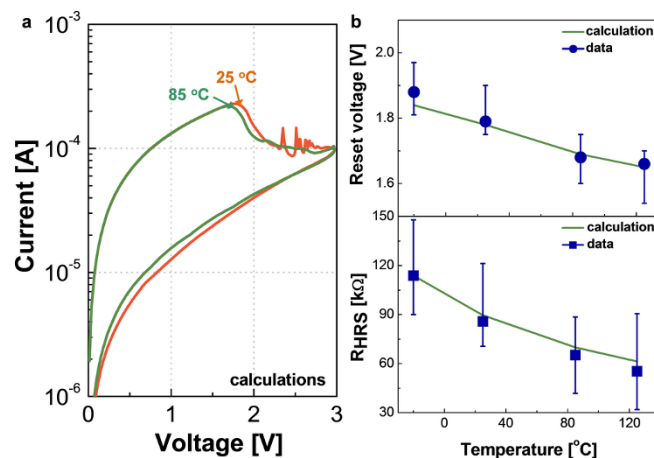 a
10⁻³
10⁻⁴
10⁻⁵
10⁻⁶
Current [A]
25 °C
85 °C
calculations
0
1
2
3
Voltage [V]
b
calculation
data
2.0
1.8
1.6
Reset voltage [V]
150
120
90
60
30
RHRS [kΩ]
calculation
data
0
40
80
120
Temperature [°C]